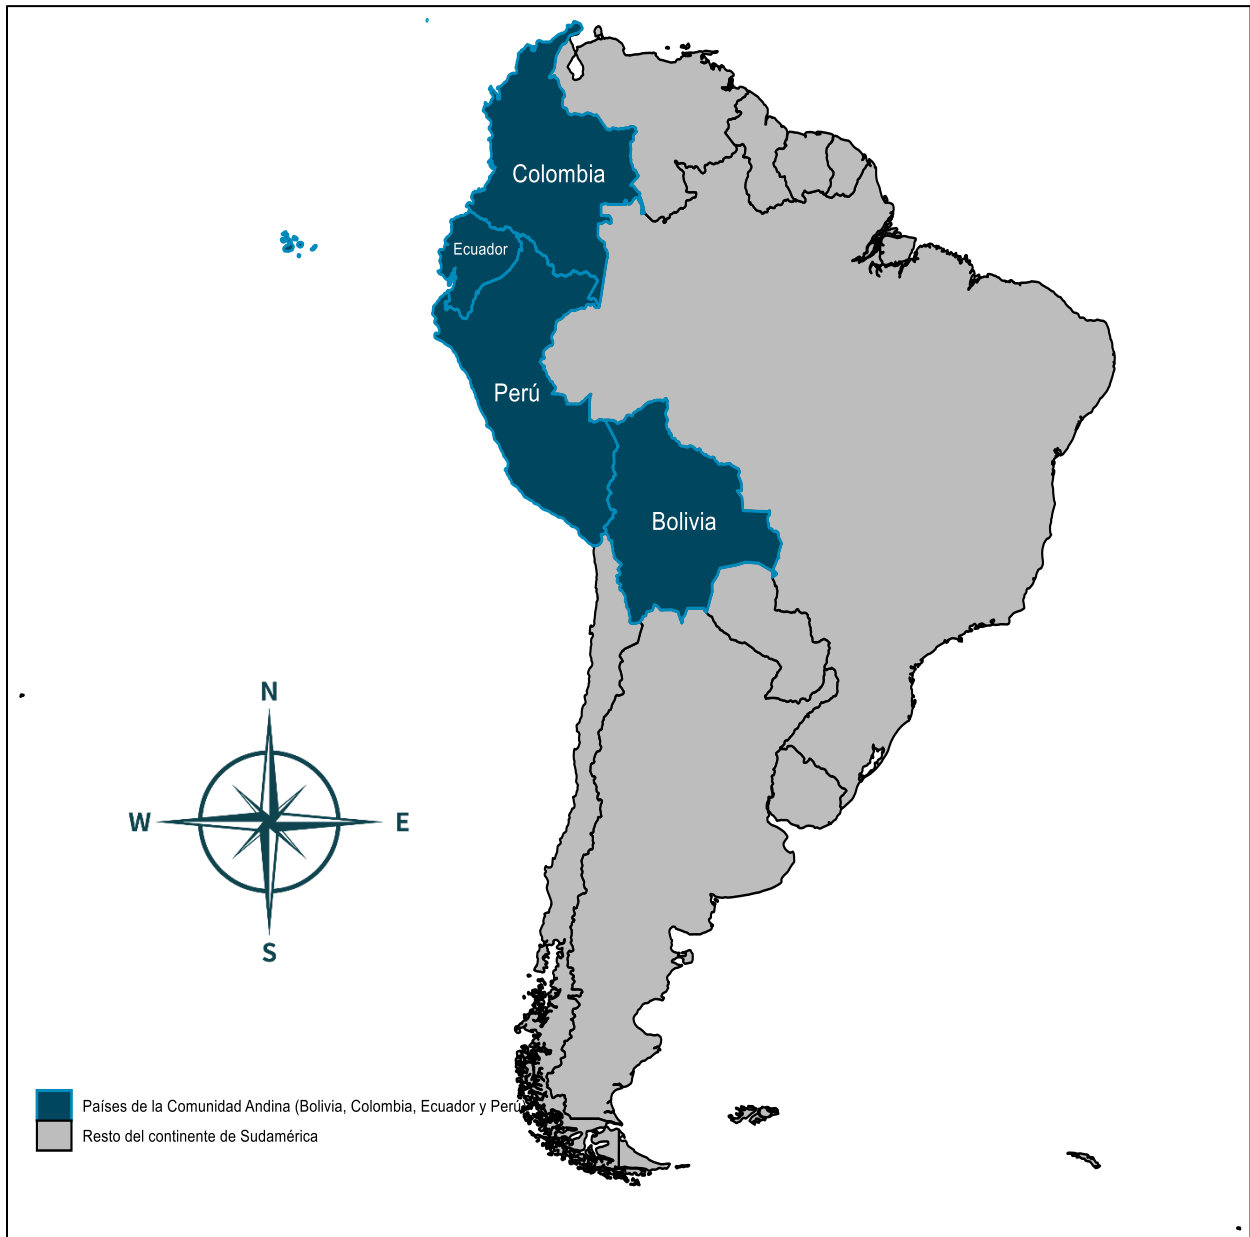 Colombia
Ecuador
Perú
Bolivia
N
W
E
S
Países de la Comunidad Andina (Bolivia, Colombia, Ecuador y Perú)
Resto del continente de Sudamérica